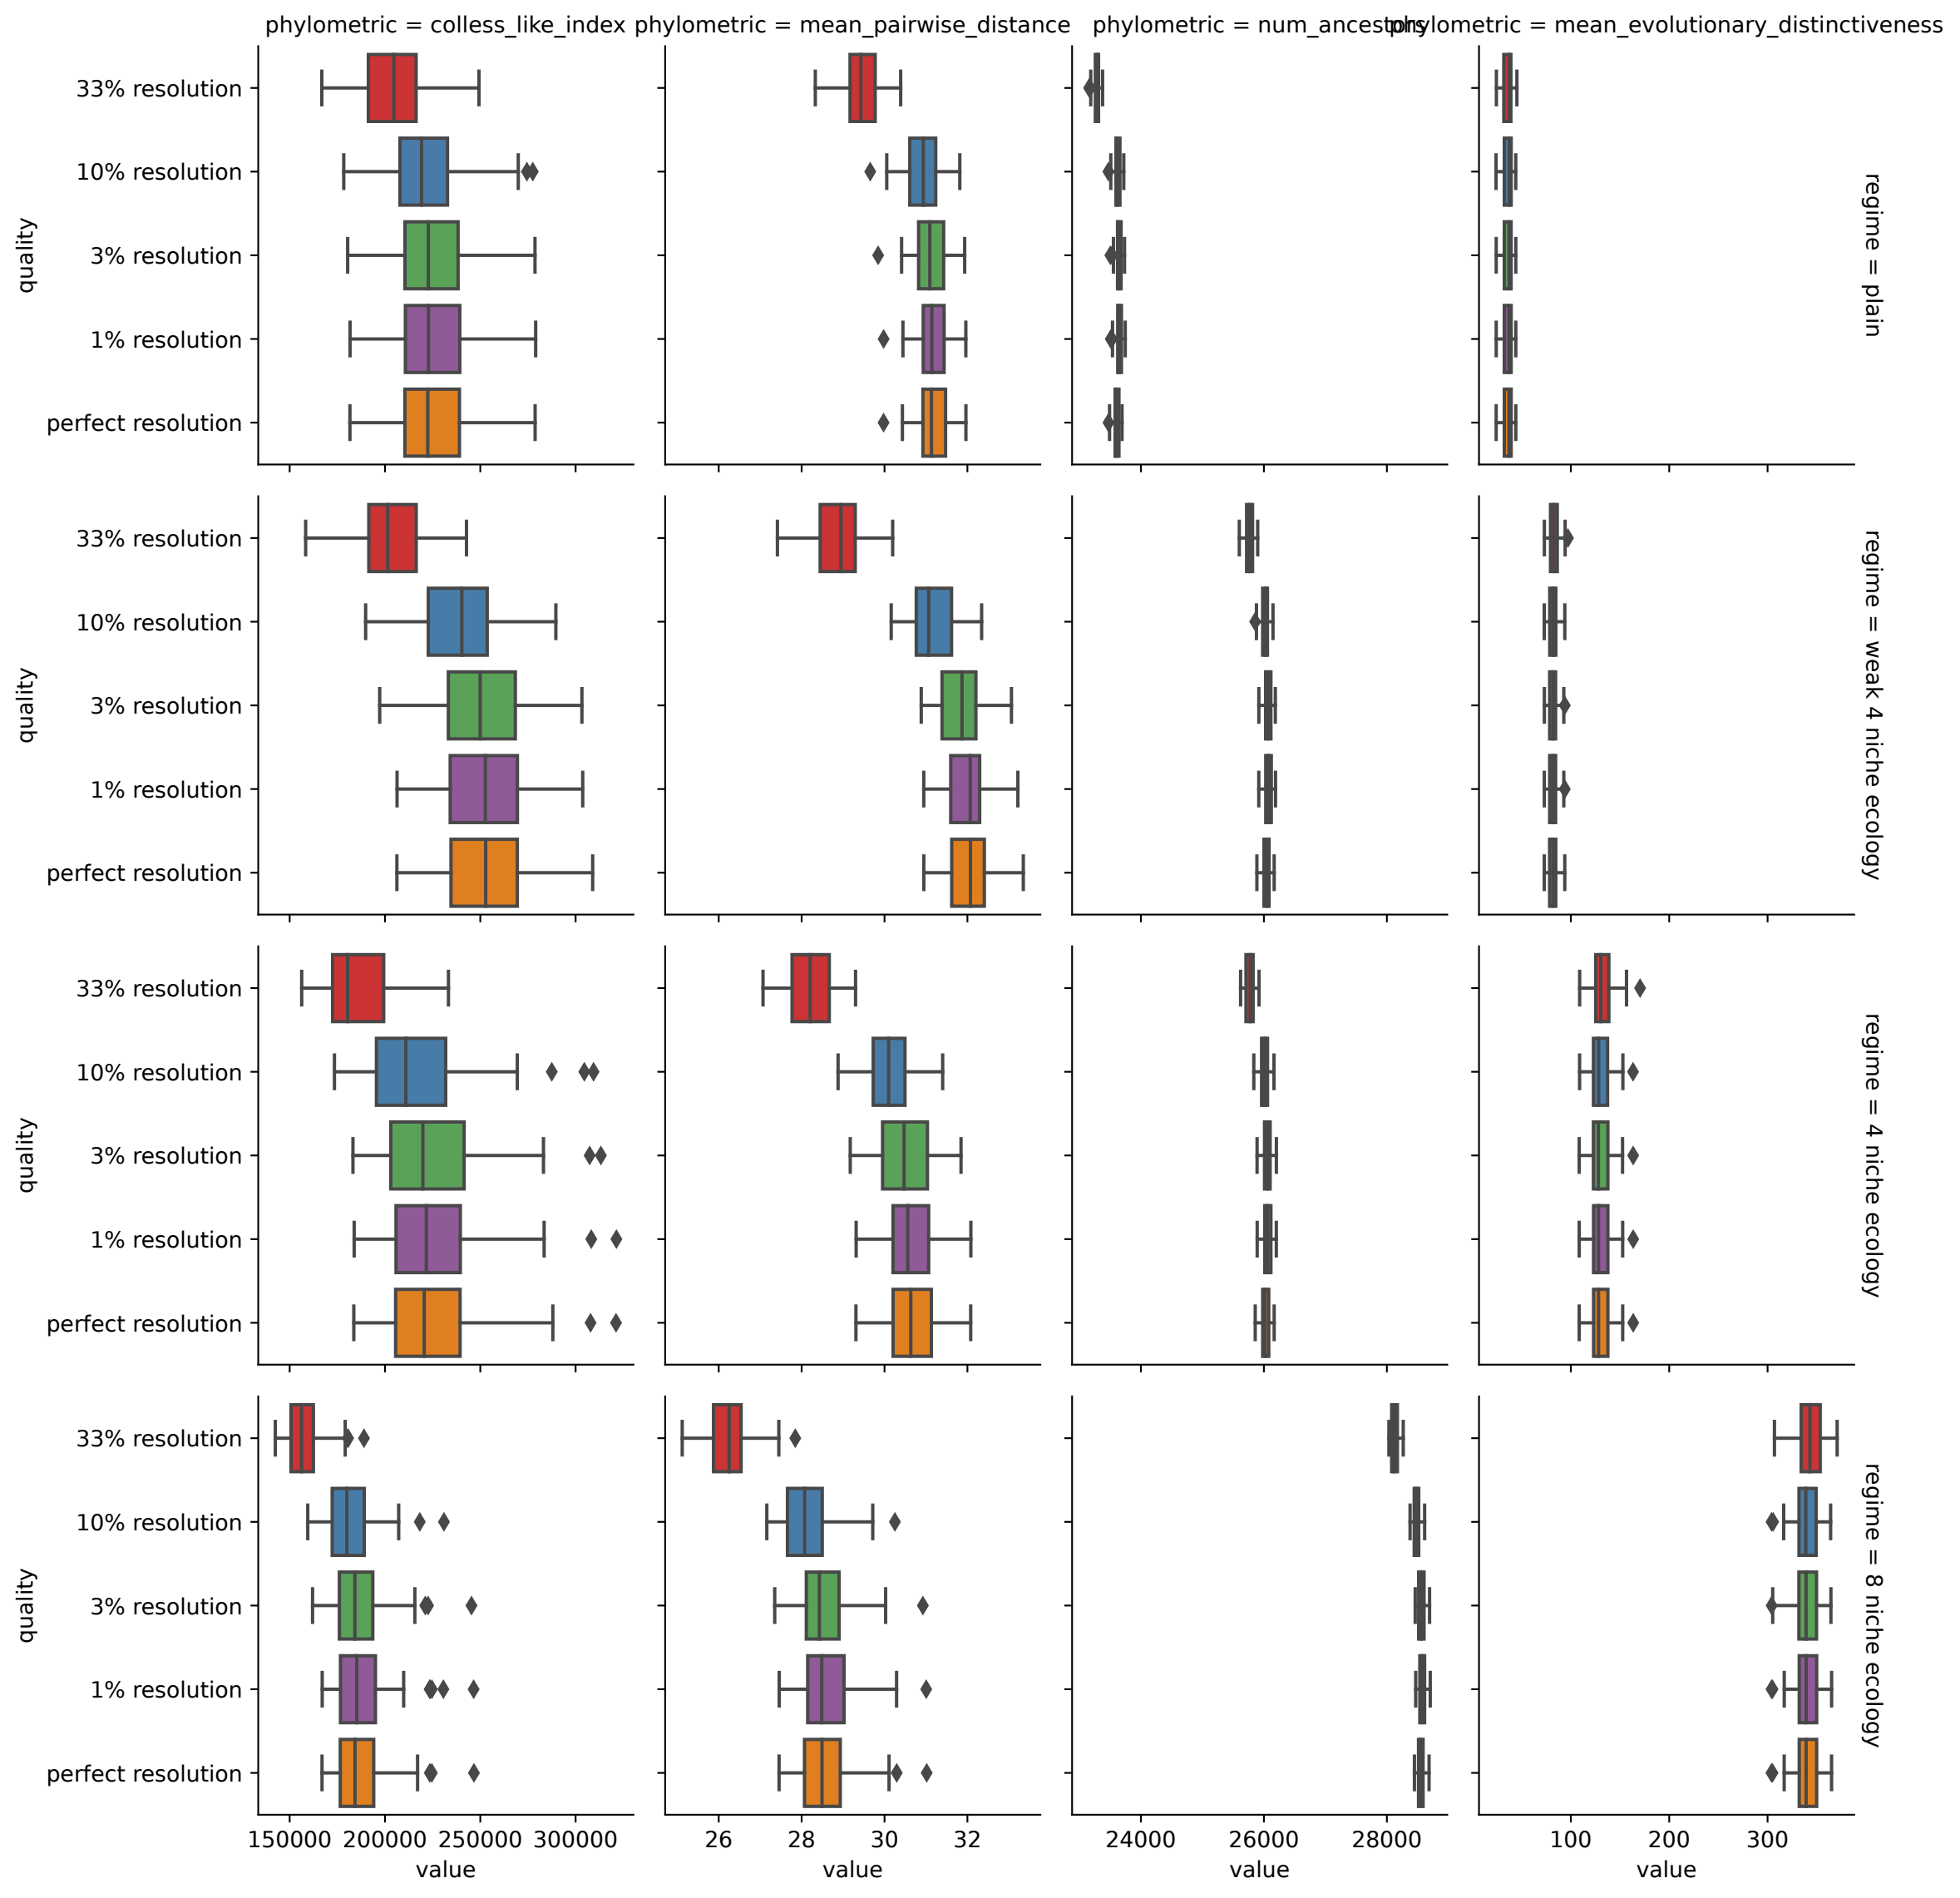 phylometric = colless_like_index phylometric = mean_pairwise_distance phylometric = num_ancestors phylometric = mean_evolutionary_distinctiveness
33% resolution
10% resolution
3% resolution
1% resolution
perfect resolution
quality
regime = plain
33% resolution
10% resolution
3% resolution
1% resolution
perfect resolution
quality
regime = weak 4 niche ecology
33% resolution
10% resolution
3% resolution
1% resolution
perfect resolution
quality
regime = 4 niche ecology
33% resolution
10% resolution
3% resolution
1% resolution
perfect resolution
quality
regime = 8 niche ecology
150000 200000 250000 300000 26 28 30 32 24000 26000 28000 100 200 300
value value value value